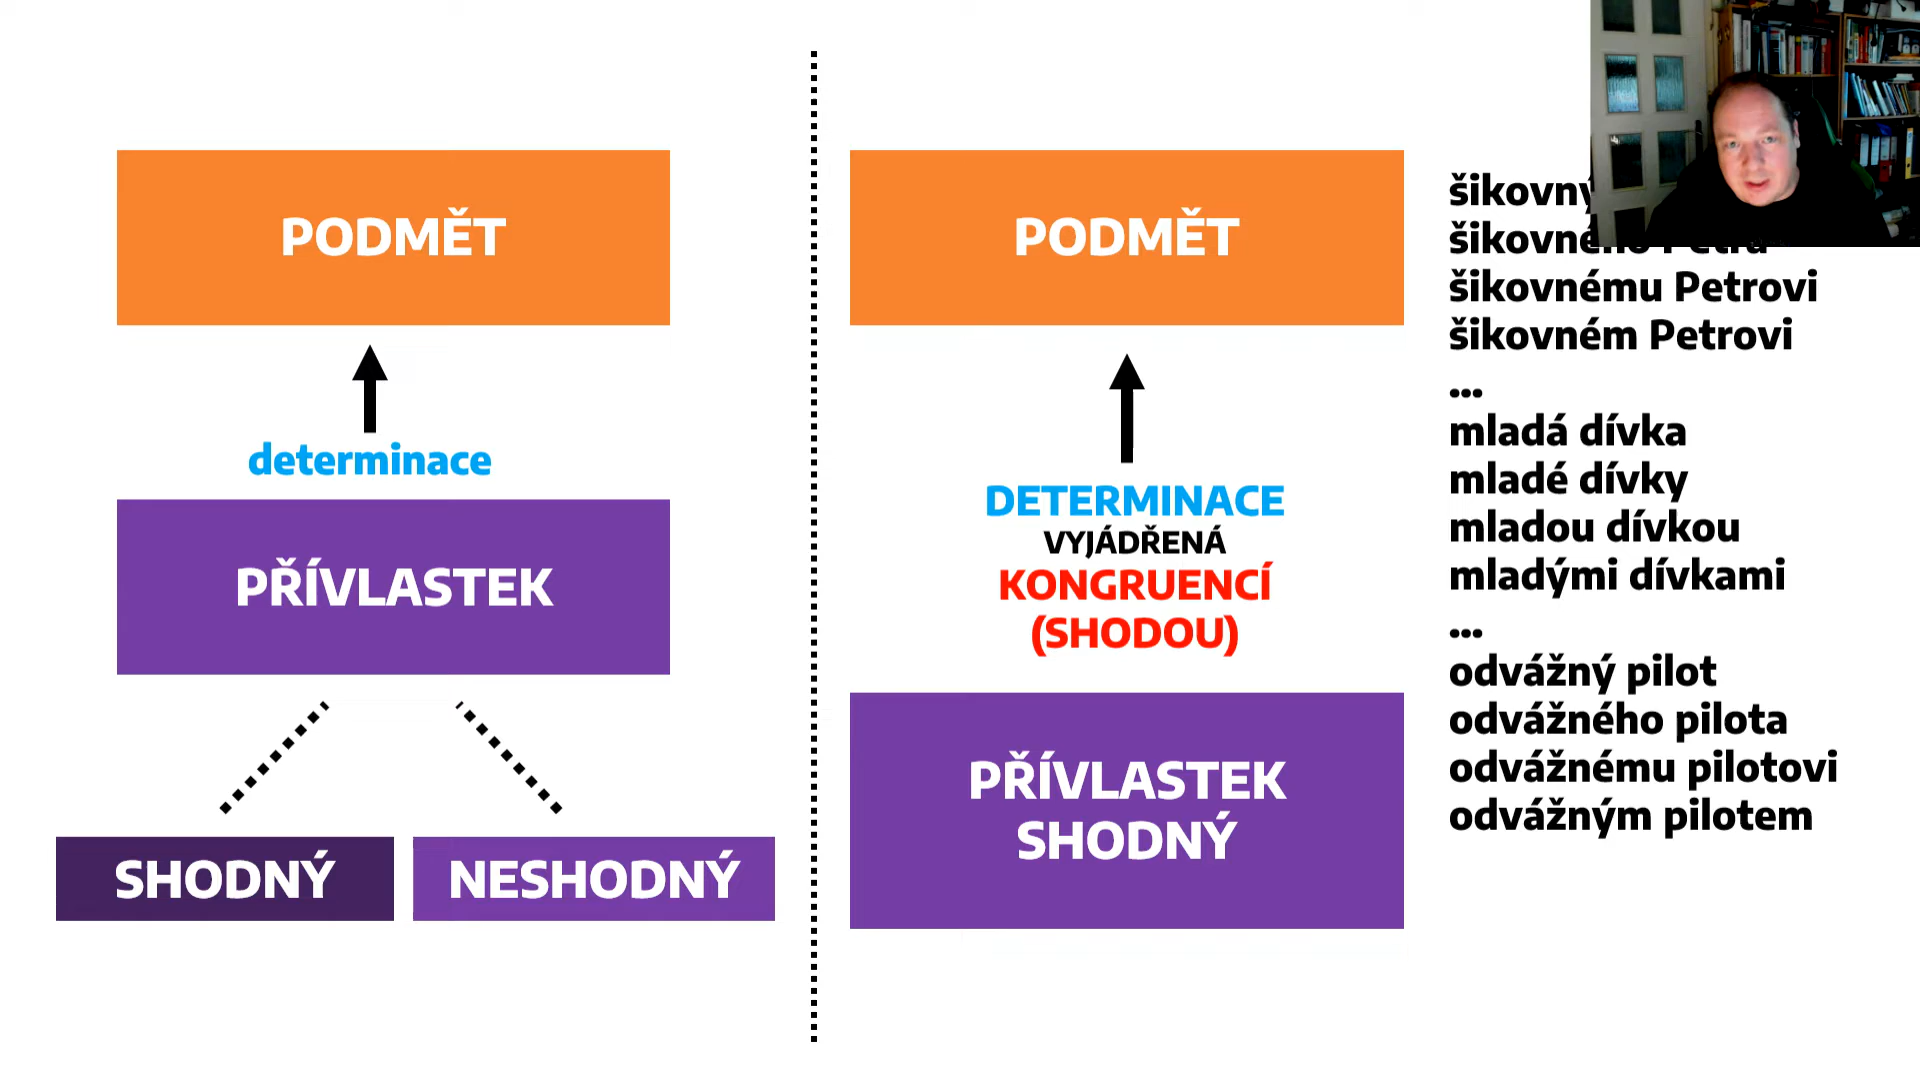 PODMĚT
determinace
PŘÍVLASTEK
SHODNÝ
NESHODNÝ
PODMĚT
DETERMINACE
VYJÁDŘENÁ
KONGRUENCÍ
(SHODOU)
PŘÍVLASTEK
SHODNÝ
šikovný
šikovného Petra
šikovnému Petrovi
šikovném Petrovi
...
mladá dívka
mladé dívky
mladou dívkou
mladými dívkami
...
odvážný pilot
odvážného pilota
odvážnému pilotovi
odvážným pilotem